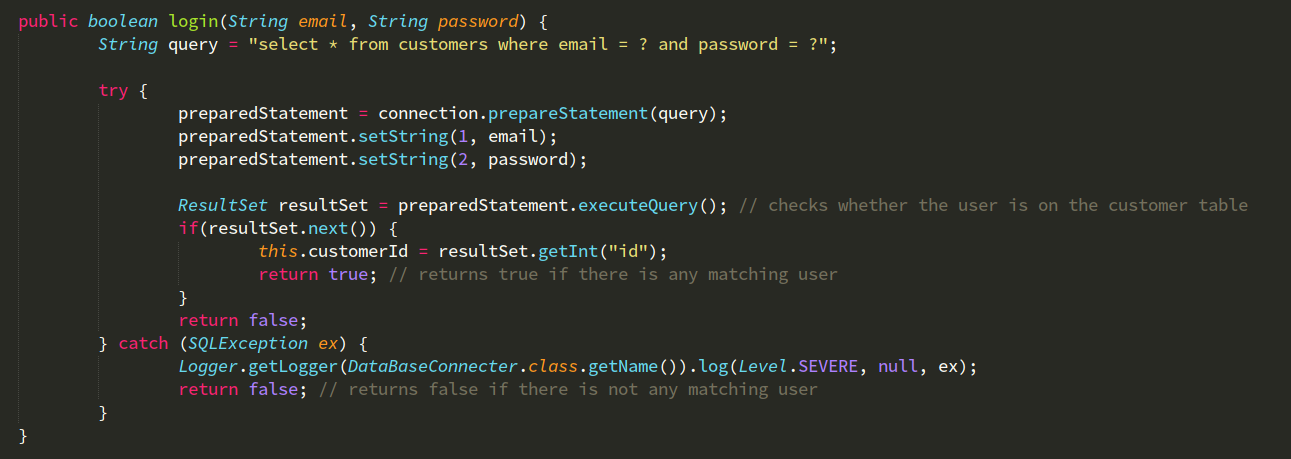 public boolean login(String email, String password) {
String query = "select * from customers where email = ? and password = ?";
try {
preparedStatement = connection.prepareStatement(query);
preparedStatement.setString(1, email);
preparedStatement.setString(2, password);
ResultSet resultSet = preparedStatement.executeQuery(); // checks whether the user is on the customer table
if(resultSet.next()) {
this.customerId = resultSet.getInt("id");
return true; // returns true if there is any matching user
}
return false;
} catch (SQLException ex) {
Logger.getLogger(DataBaseConnecter.class.getName()).log(Level.SEVERE, null, ex);
return false; // returns false if there is not any matching user
}
}